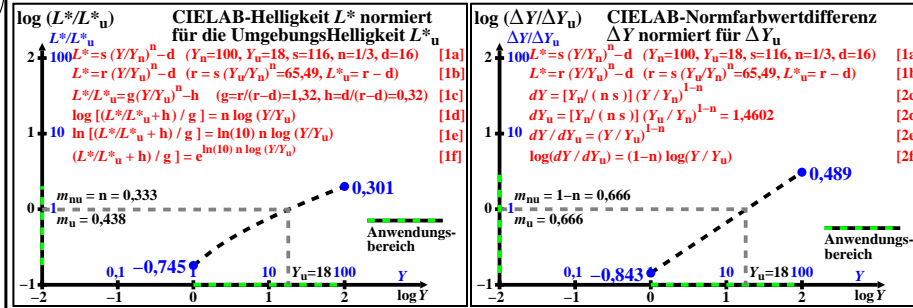 log (L*/L*u)
CIELAB-Helligkeit L* normiert
für die UmgebungsHelligkeit L*u
L*/L*u
L*=s (Y/Yn)^n–d (Yn=100, Yu=18, s=116, n=1/3, d=16) [1a]
L*=r (Y/Yu)^n–d (r = s (Yu/Yn)^n=65,49, L*u= r – d) [1b]
L*/L*u=g(Y/Yu)^n–h (g=r/(r–d)=1,32, h=d/(r–d)=0,32) [1c]
log [(L*/L*u + h) / g ] = n log (Y/Yu) [1d]
ln [(L*/L*u + h) / g ] = ln(10) n log (Y/Yu) [1e]
(L*/L*u + h) / g ] = e^ln(10) n log (Y/Yu) [1f]
2
100
1
10
0
1
–1
mnu = n = 0,333
mu = 0,438
0,301
–0,745
Anwendungs-
bereich
Yu=18
0,1 1 10 100 Y
–2 –1 0 1 2 log Y
log (ΔY/ΔYu)
CIELAB-Normfarbwertdifferenz
ΔY normiert für ΔYu
ΔY/ΔYu
L*=s (Y/Yn)^n–d (Yn=100, Yu=18, s=116, n=1/3, d=16)
L*=r (Y/Yu)^n–d (r = s (Yu/Yn)^n=65,49, L*u= r – d)
dY = [Yn / ( n s )] (Y / Yn)^1–n
dYu = [Yn / ( n s )] (Yu / Yn)^1–n = 1,4602
dY / dYu = (Y / Yu)^1–n
log(dY / dYu) = (1–n) log(Y / Yu)
2
100
1
10
0
1
–1
mnu = 1–n = 0,666
mu = 0,666
0,489
–0,843
Anwendungs-
bereich
Yu=18
0,1 10 100 Y
–2 –1 0 1 2 log Y